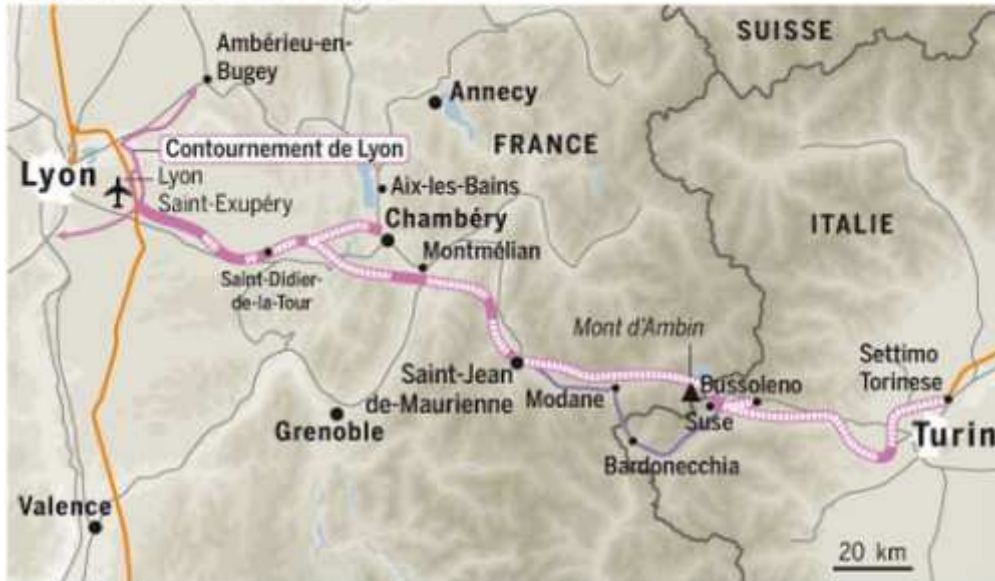 SUISSE
Ambérieu-en-
Bugey
Annecy
FRANCE
Contournement de Lyon
Lyon
Lyon
Saint-Exupéry
Aix-les-Bains
ITALIE
Chambéry
Montmélian
Saint-Didier-
de-la-Tour
Mont d'Ambin
Settimo
Torinese
Saint-Jean
de-Maurienne
Modane
Bussoleno
Suse
Grenoble
Turin
Bardonecchia
Valence
20 km